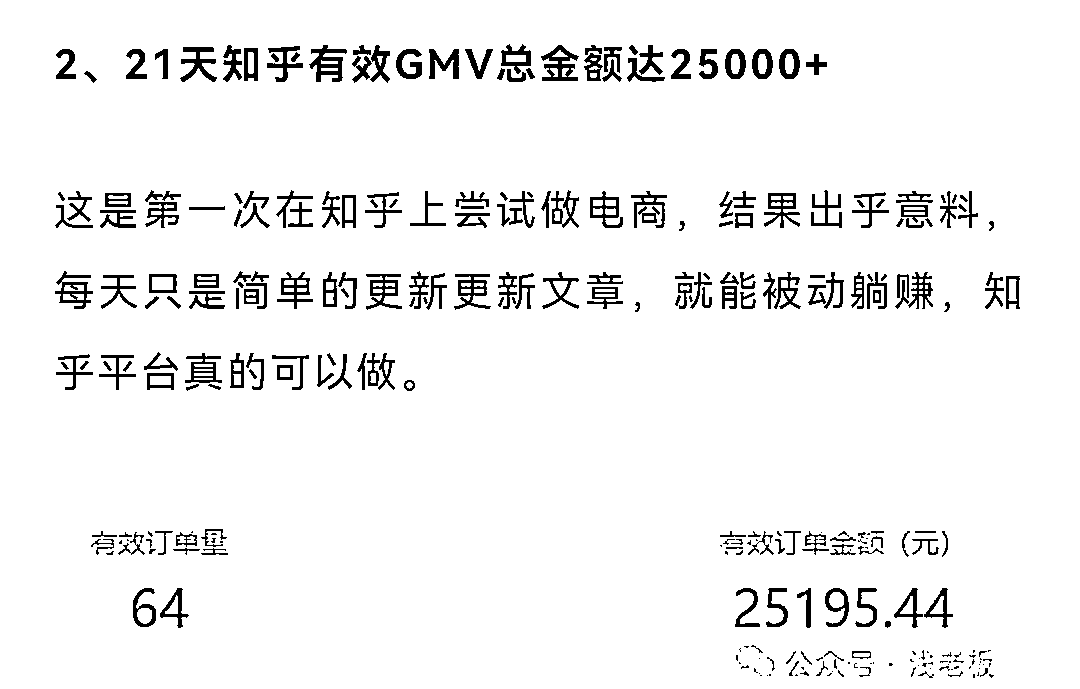 2、21天知乎有效GMV总金额达25000+
这是第一次在知乎上尝试做电商，结果出乎意料，
每天只是简单的更新更新文章，就能被动躺赚，知
乎平台真的可以做。
有效订单量 有效订单金额（元）
64 25195.44
公众号·浅老板